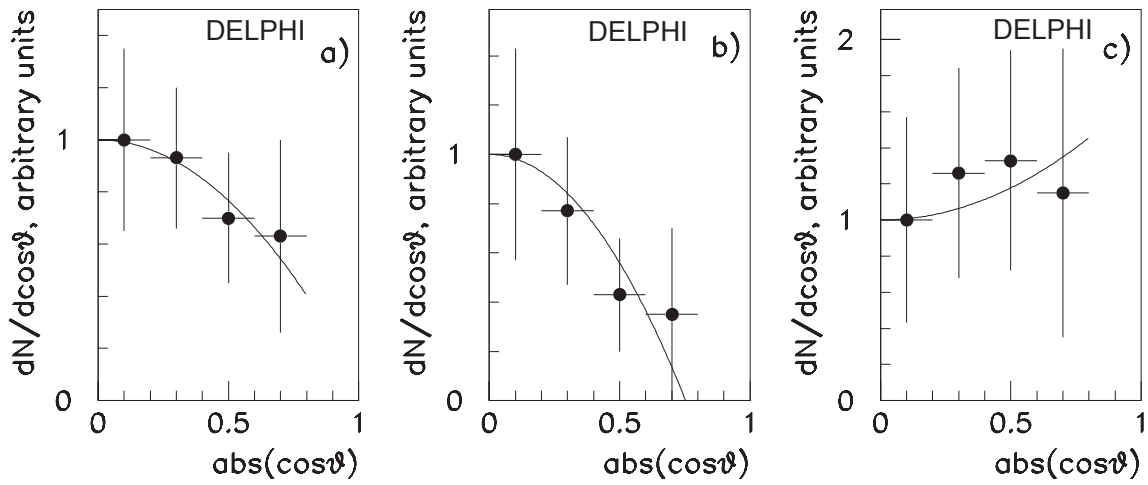 DELPHI
a)
dN/dcosϑ, arbitrary units
1
0
0
0.5
1
abs(cosϑ)
DELPHI
b)
dN/dcosϑ, arbitrary units
1
0
0
0.5
1
abs(cosϑ)
DELPHI
c)
dN/dcosϑ, arbitrary units
2
1
0
0
0.5
1
abs(cosϑ)